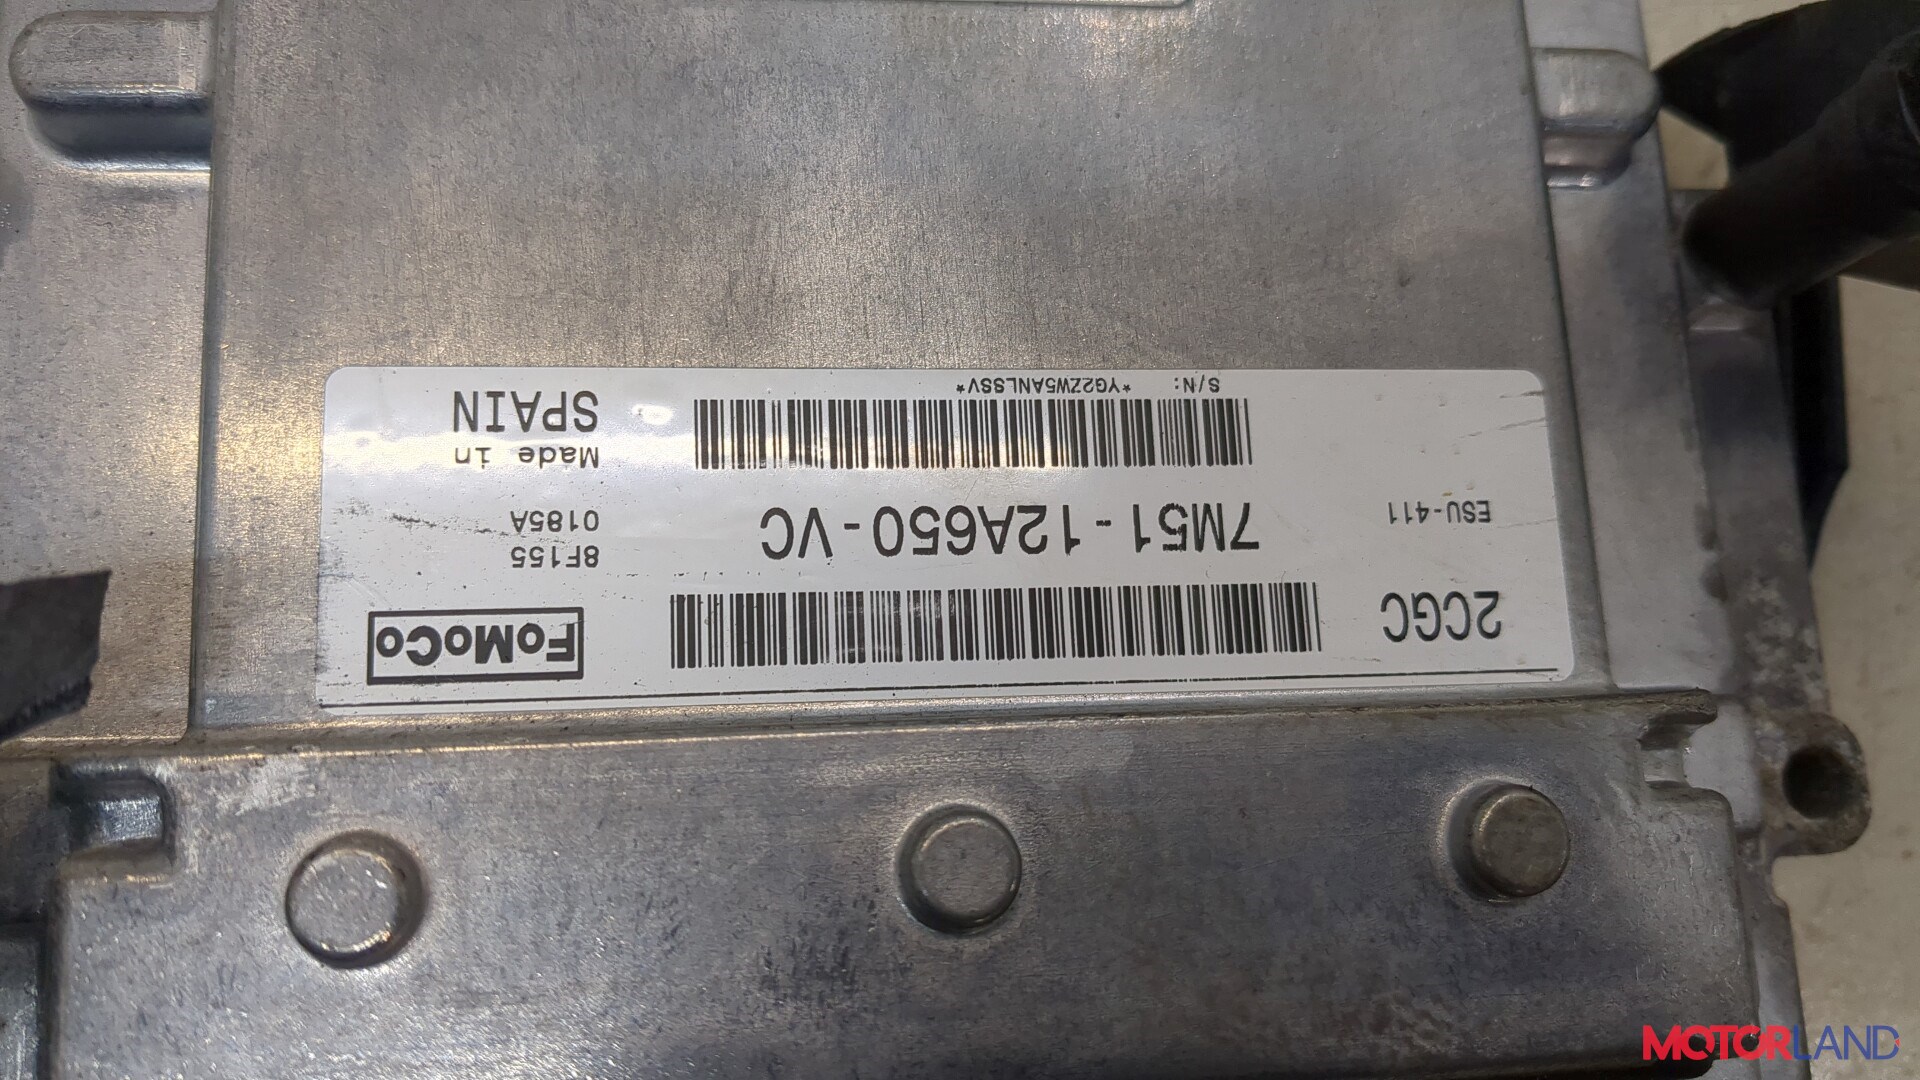 2CGC
FoMoCo
ESU-411
7M51-12A650-VC
8F155
0185A
Made in
SPAIN
S/N: *YG2ZW5ANLSSV*
MOTORLAND